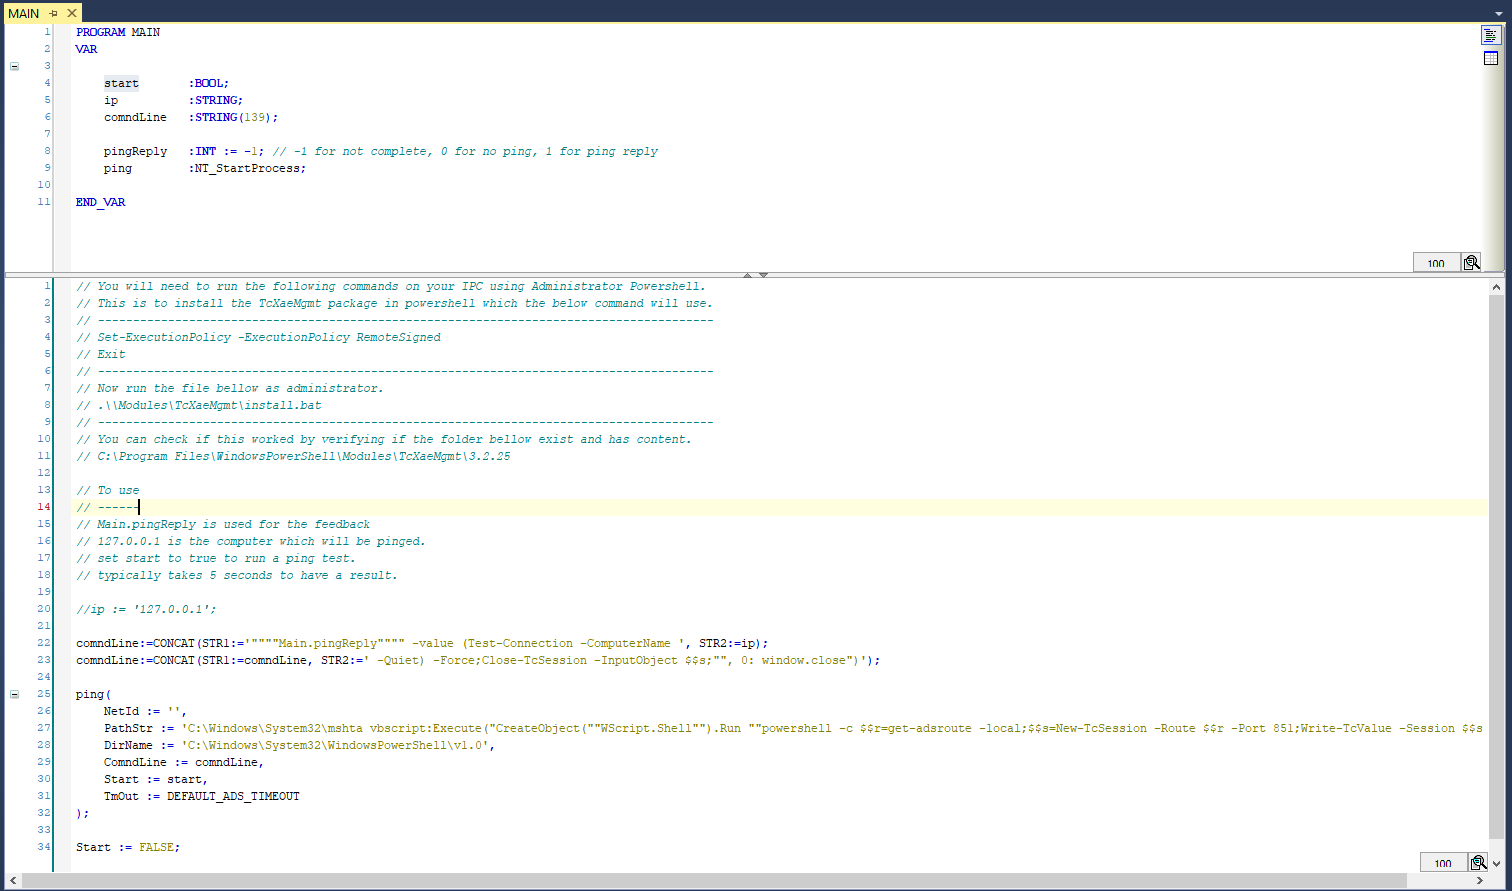 MAIN
1 PROGRAM MAIN
2 VAR
3
4 start :BOOL;
5 ip :STRING;
6 comndLine :STRING(139);
7
8 pingReply :INT := -1; // -1 for not complete, 0 for no ping, 1 for ping reply
9 ping :NT_StartProcess;
10
11 END_VAR
100
1 // You will need to run the following commands on your IPC using Administrator Powershell.
2 // This is to install the TcXaeMgmt package in powershell which the below command will use.
3 // ----------------------------------------------------------------------------------------
4 // Set-ExecutionPolicy -ExecutionPolicy RemoteSigned
5 // Exit
6 // ----------------------------------------------------------------------------------------
7 // Now run the file bellow as administrator.
8 // .\\Modules\TcXaeMgmt\install.bat
9 // ----------------------------------------------------------------------------------------
10 // You can check if this worked by verifying if the folder bellow exist and has content.
11 // C:\Program Files\WindowsPowerShell\Modules\TcXaeMgmt\3.2.25
12
13 // To use
14 // ------
15 // Main.pingReply is used for the feedback
16 // 127.0.0.1 is the computer which will be pinged.
17 // set start to true to run a ping test.
18 // typically takes 5 seconds to have a result.
19
20 //ip := '127.0.0.1';
21
22 comndLine:=CONCAT(STR1:='""""Main.pingReply"""" -value (Test-Connection -ComputerName ', STR2:=ip);
23 comndLine:=CONCAT(STR1:=comndLine, STR2:=' -Quiet) -Force;Close-TcSession -InputObject $$s;"", 0: window.close")');
24
25 ping(
26 NetId := '',
27 PathStr := 'C:\Windows\System32\mshta vbscript:Execute("CreateObject(""WScript.Shell"").Run ""powershell -c $$r=get-adsroute -local;$$s=New-TcSession -Route $$r -Port 851;Write-TcValue -Session $$s
28 DirName := 'C:\Windows\System32\WindowsPowerShell\v1.0',
29 ComndLine := comndLine,
30 Start := start,
31 TmOut := DEFAULT_ADS_TIMEOUT
32 );
33
34 Start := FALSE;
100